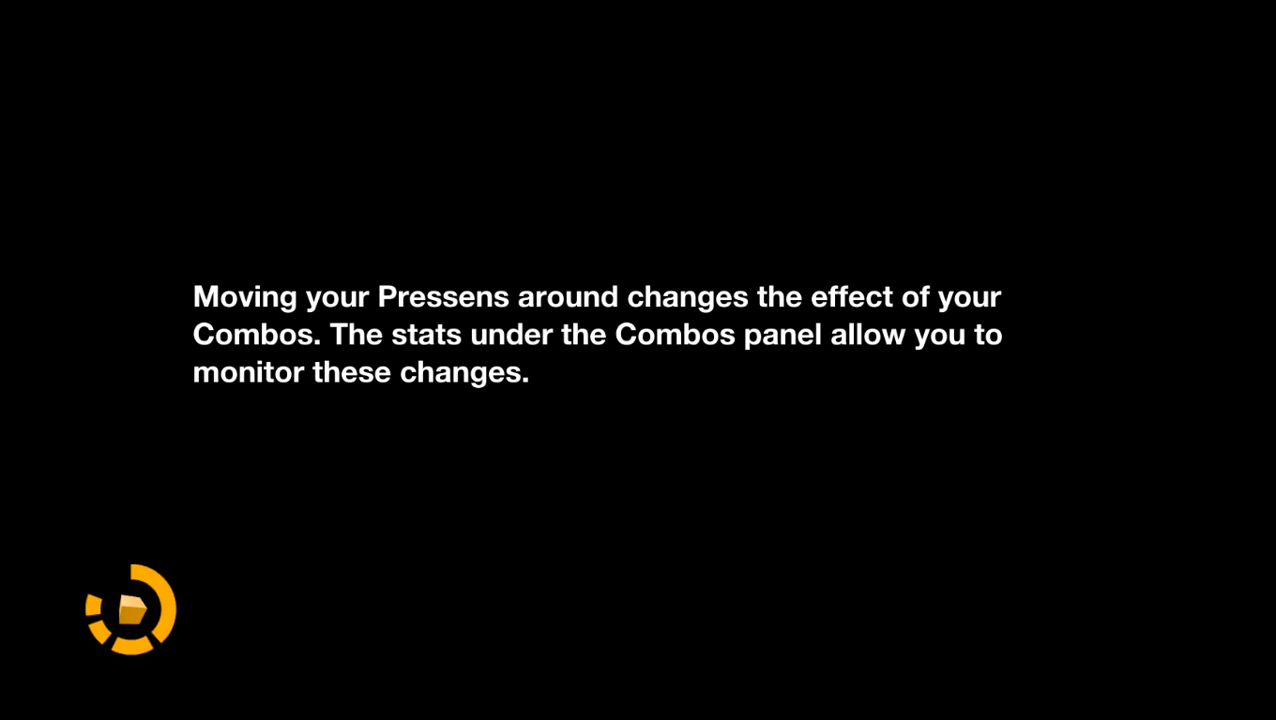 Moving your Pressens around changes the effect of your
Combos. The stats under the Combos panel allow you to
monitor these changes.